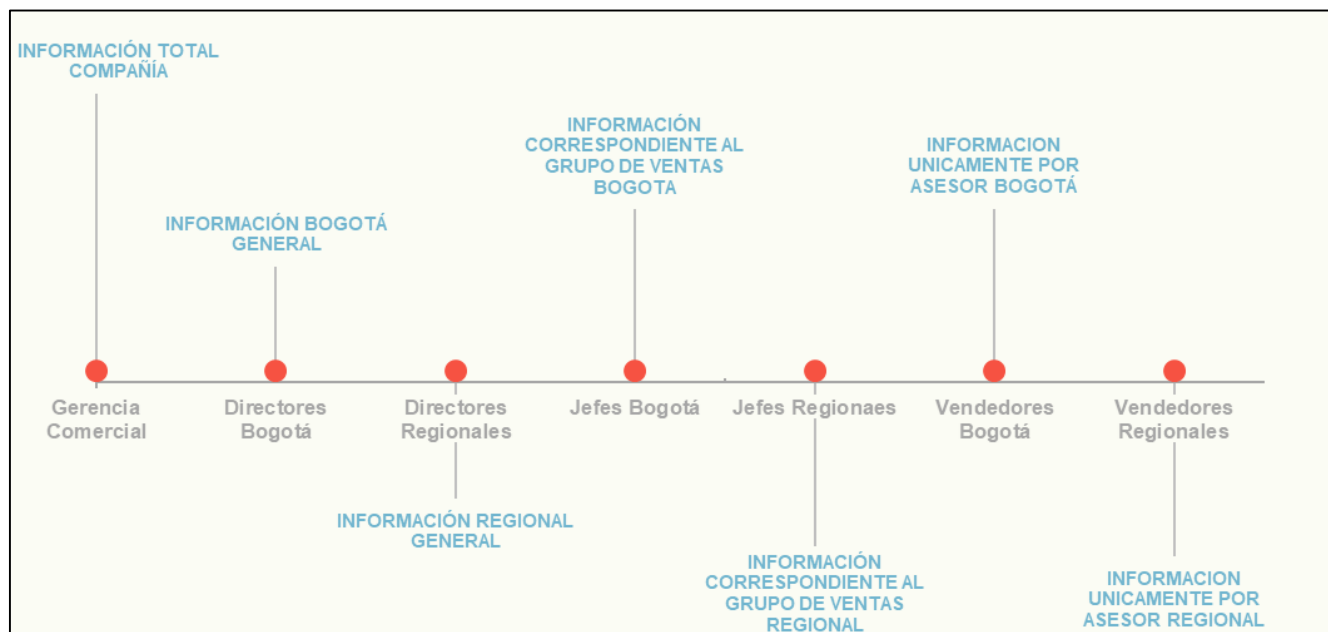 INFORMACIÓN TOTAL
COMPAÑÍA
INFORMACIÓN BOGOTÁ
GENERAL
INFORMACIÓN
CORRESPONDIENTE AL
GRUPO DE VENTAS
BOGOTA
INFORMACION
UNICAMENTE POR
ASESOR BOGOTÁ
Gerencia
Comercial
Directores
Bogotá
Directores
Regionales
Jefes Bogotá
Jefes Regionaes
Vendedores
Bogotá
Vendedores
Regionales
INFORMACIÓN REGIONAL
GENERAL
INFORMACIÓN
CORRESPONDIENTE AL
GRUPO DE VENTAS
REGIONAL
INFORMACION
UNICAMENTE POR
ASESOR REGIONAL